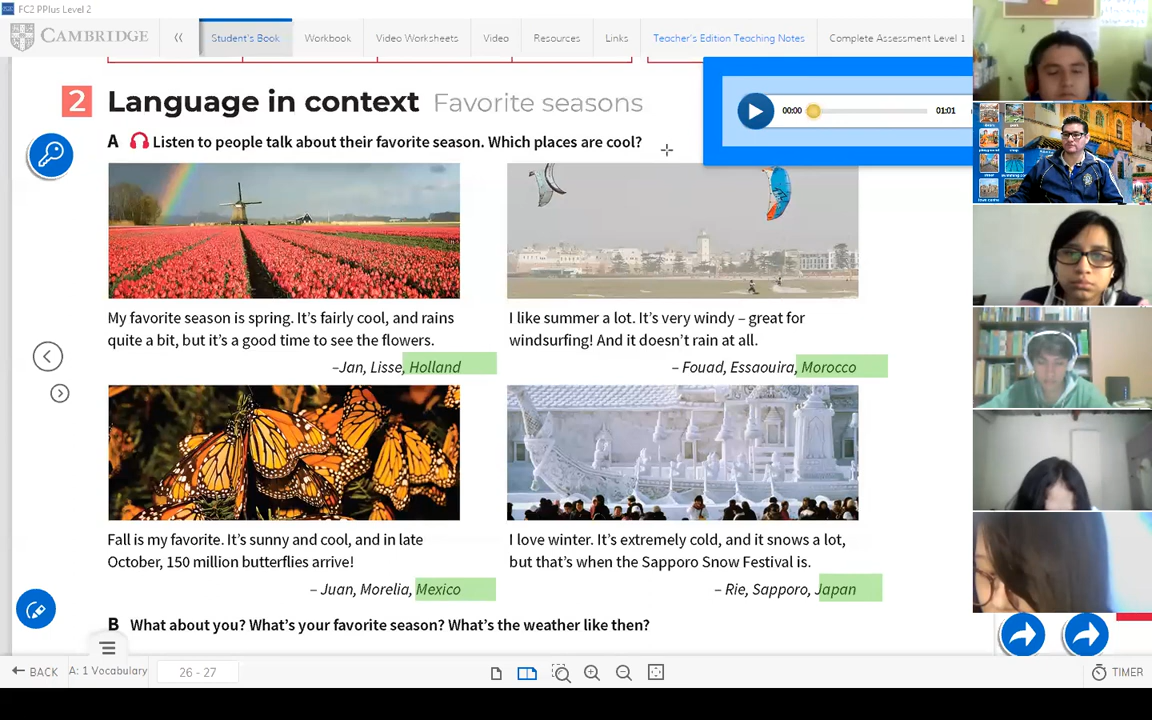 FC2 PPlus Level 2
CAMBRIDGE
Student's Book
Workbook
Video Worksheets
Video
Resources
Links
Teacher's Edition Teaching Notes
Complete Assessment Level 1
2 Language in context Favorite seasons
00:00
01:01
A Listen to people talk about their favorite season. Which places are cool?
My favorite season is spring. It's fairly cool, and rains
quite a bit, but it's a good time to see the flowers.
–Jan, Lisse, Holland
I like summer a lot. It's very windy – great for
windsurfing! And it doesn't rain at all.
– Fouad, Essaouira, Morocco
Fall is my favorite. It's sunny and cool, and in late
October, 150 million butterflies arrive!
– Juan, Morelia, Mexico
I love winter. It's extremely cold, and it snows a lot,
but that's when the Sapporo Snow Festival is.
– Rie, Sapporo, Japan
B What about you? What's your favorite season? What's the weather like then?
BACK
A: 1 Vocabulary
26 - 27
TIMER